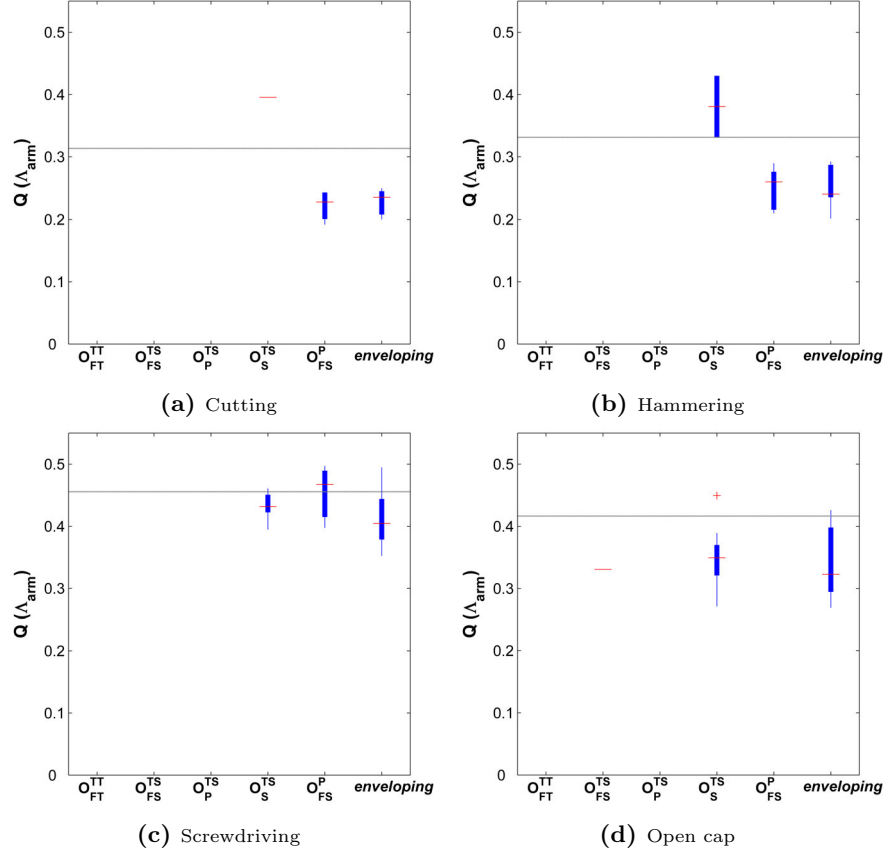 0.5
0.4
0.3
0.2
0.1
0
Q (Λarm)
O^TT_FT O^TS_FS O^TS_P O^TS_S O^P_FS enveloping
(a) Cutting
0.5
0.4
0.3
0.2
0.1
0
Q (Λarm)
O^TT_FT O^TS_FS O^TS_P O^TS_S O^P_FS enveloping
(b) Hammering
0.5
0.4
0.3
0.2
0.1
0
Q (Λarm)
O^TT_FT O^TS_FS O^TS_P O^TS_S O^P_FS enveloping
(c) Screwdriving
0.5
0.4
0.3
0.2
0.1
0
Q (Λarm)
O^TT_FT O^TS_FS O^TS_P O^TS_S O^P_FS enveloping
(d) Open cap